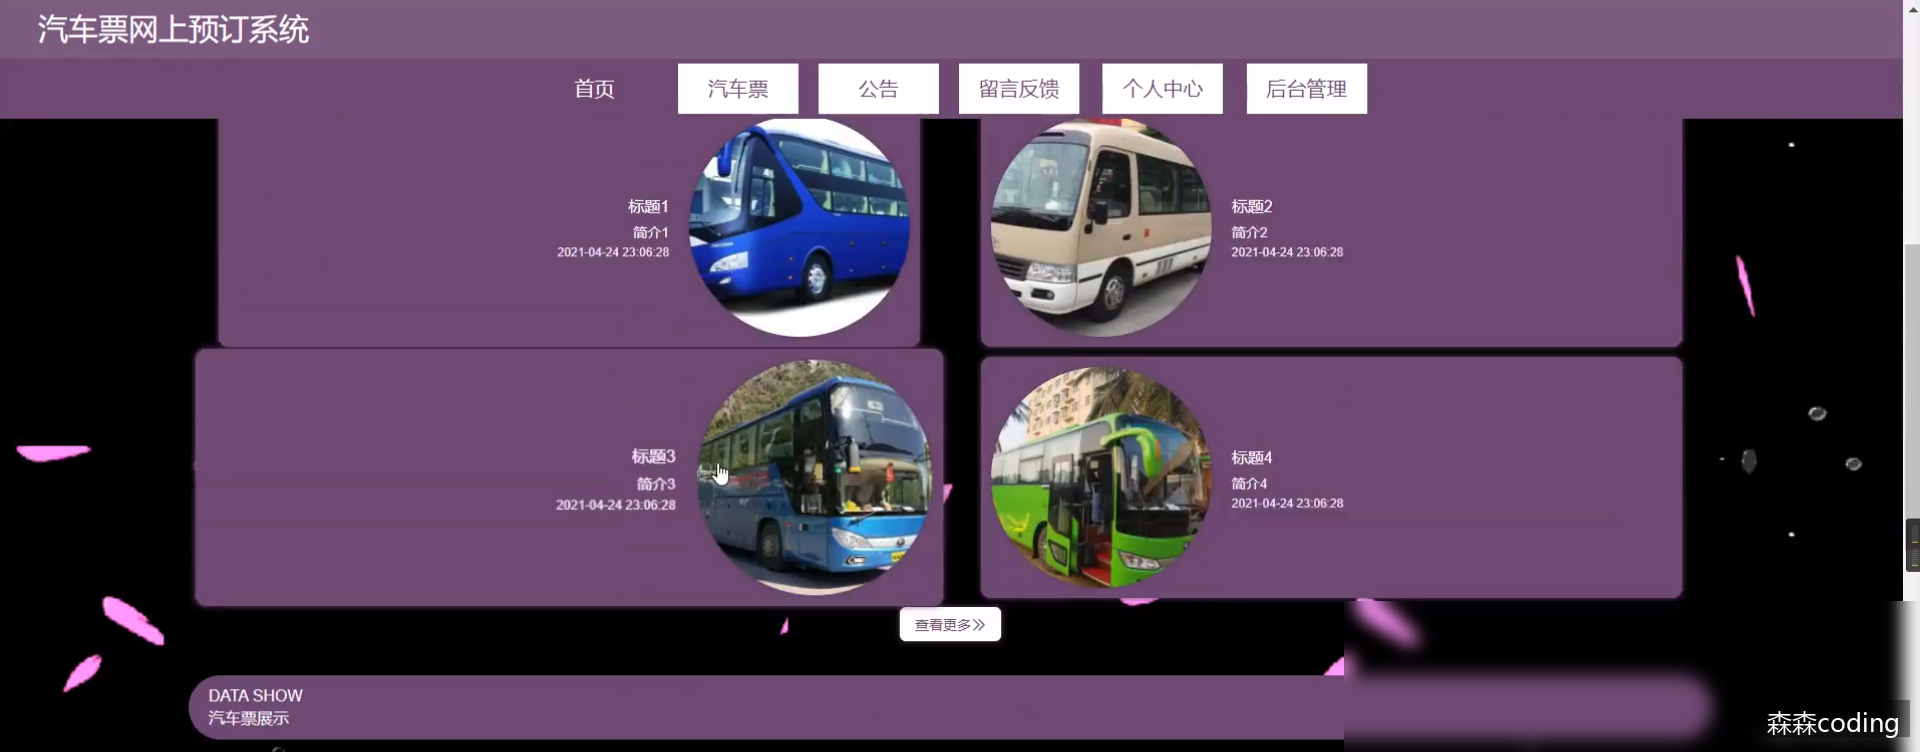 汽车票网上预订系统
首页 汽车票 公告 留言反馈 个人中心 后台管理
标题1
简介1
2021-04-24 23:06:28
标题2
简介2
2021-04-24 23:06:28
标题3
简介3
2021-04-24 23:06:28
标题4
简介4
2021-04-24 23:06:28
查看更多
DATA SHOW
汽车票展示
森森coding